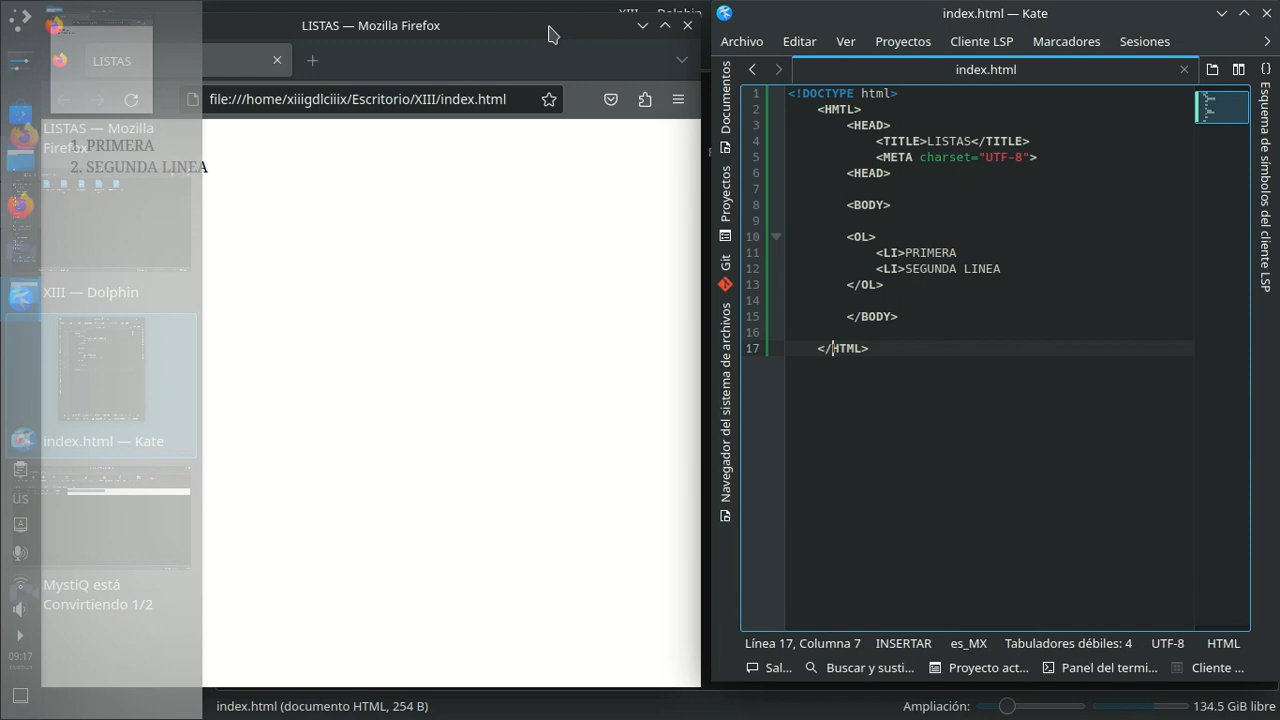 LISTAS — Mozilla Firefox
LISTAS
file:///home/xiiigdlciiix/Escritorio/XIII/index.html
LISTAS — Mozilla
Firefox
1. PRIMERA
2. SEGUNDA LINEA
XIII — Dolphin
index.html — Kate
US
MystiQ está
Convirtiendo 1/2
09:17
index.html (documento HTML, 254 B)
XIII — Dolphin
index.html — Kate
Archivo Editar Ver Proyectos Cliente LSP Marcadores Sesiones
index.html
Documentos
Proyectos
Git
Navegador del sistema de archivos
1 <!DOCTYPE html>
2 <HMTL>
3 <HEAD>
4 <TITLE>LISTAS</TITLE>
5 <META charset="UTF-8">
6 <HEAD>
7
8 <BODY>
9
10 <OL>
11 <LI>PRIMERA
12 <LI>SEGUNDA LINEA
13 </OL>
14
15 </BODY>
16
17 </HTML>
Esquema de símbolos del cliente LSP
Línea 17, Columna 7 INSERTAR es_MX Tabuladores débiles: 4 UTF-8 HTML
Sal... Buscar y susti... Proyecto act... Panel del termi... Cliente ...
Ampliación: 134.5 GiB libre